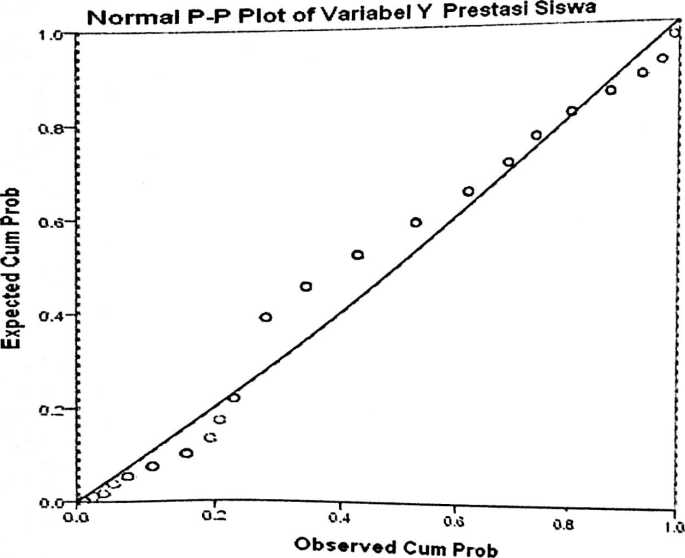 Normal P-P Plot of Variabel Y Prestasi Siswa
1.0
0.8
0.6
0.4
0.2
0.0
Expected Cum Prob
0.0 0.2 0.4 0.6 0.8 1.0
Observed Cum Prob